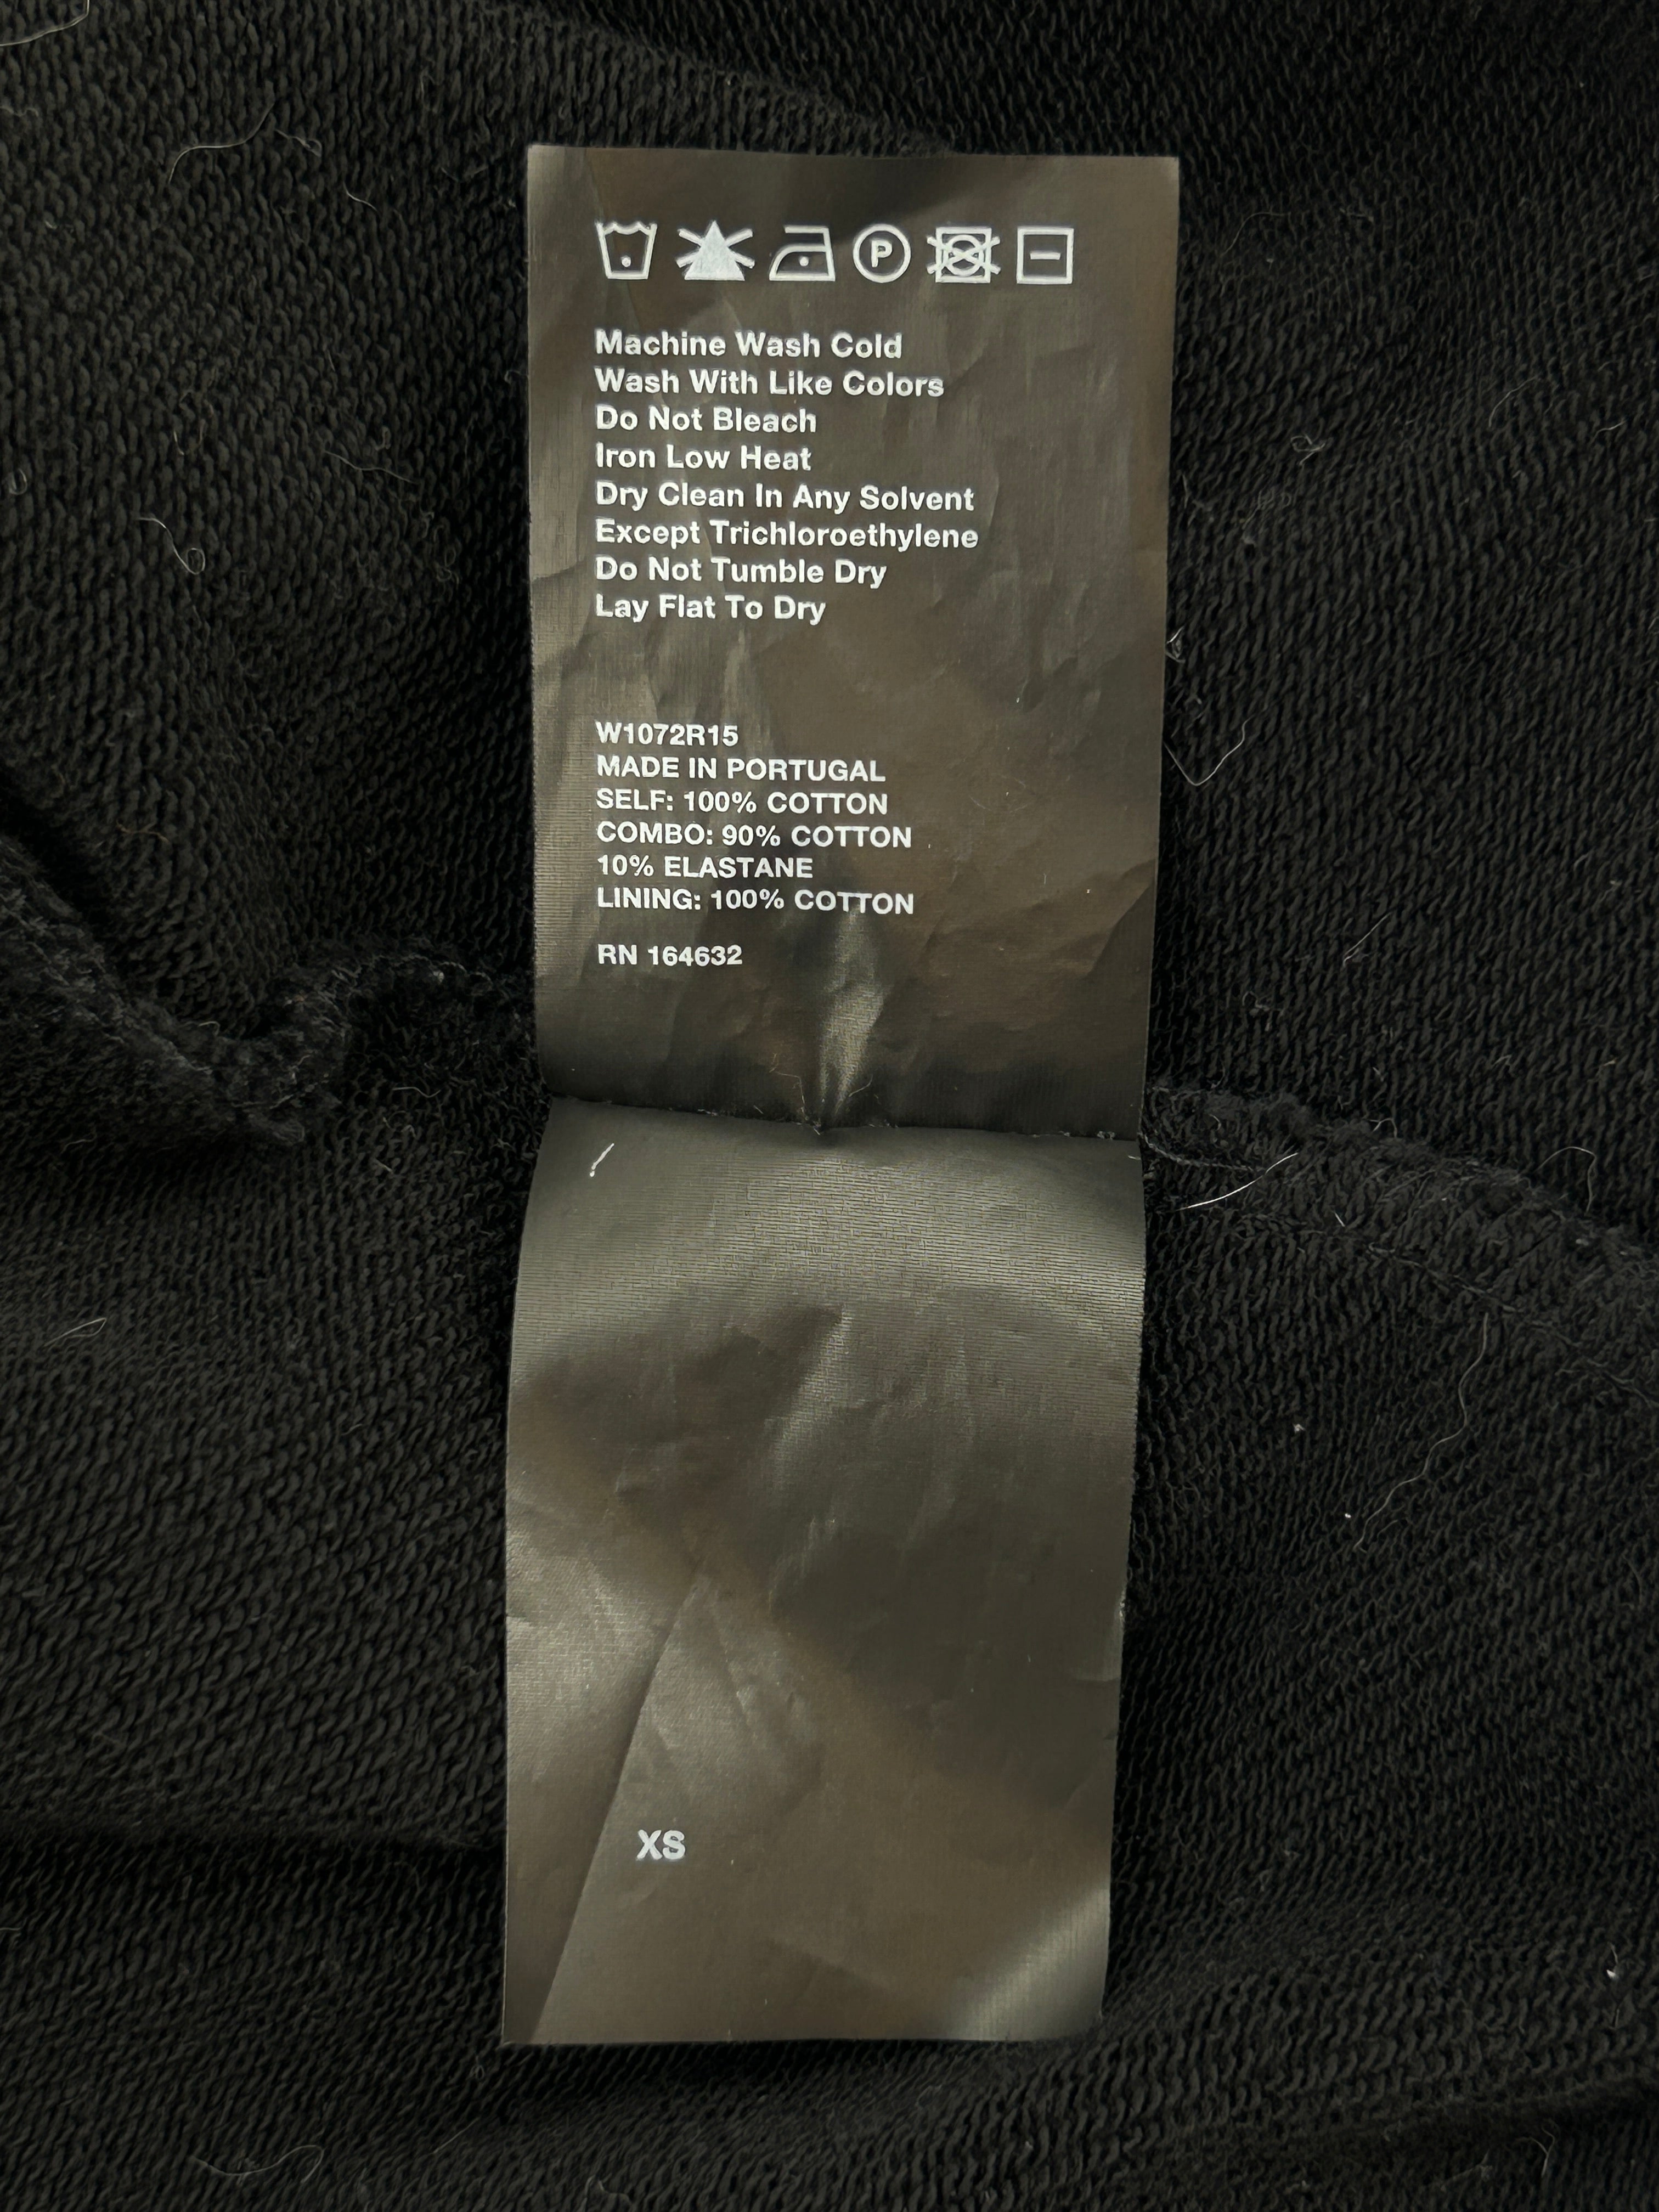 P
Machine Wash Cold
Wash With Like Colors
Do Not Bleach
Iron Low Heat
Dry Clean In Any Solvent
Except Trichloroethylene
Do Not Tumble Dry
Lay Flat To Dry
W1072R15
MADE IN PORTUGAL
SELF: 100% COTTON
COMBO: 90% COTTON
10% ELASTANE
LINING: 100% COTTON
RN 164632
XS